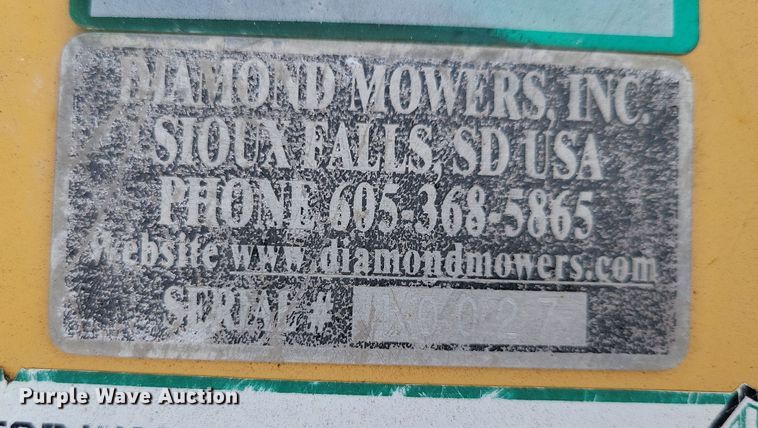 DIAMOND MOWERS, INC.
SIOUX FALLS, SD USA
PHONE 605-368-5865
Website www.diamondmowers.com
SERIAL #
Purple Wave Auction